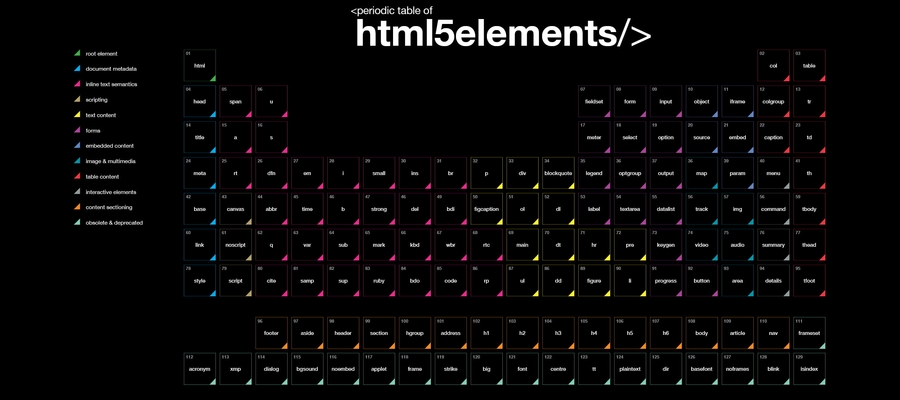 <periodic table of
html5elements/>
root element
document metadata
inline text semantics
scripting
text content
forms
embedded content
image & multimedia
table content
interactive elements
content sectioning
obsolete & deprecated
01 02 03
html col table
04 05 06 07 08 09 10 11 12 13
head span u fieldset form input object iframe colgroup tr
14 15 16 17 18 19 20 21 22 23
title a s meter select option source embed caption td
24 25 26 27 28 29 30 31 32 33 34 35 36 37 38 39 40 41
meta rt dfn em i small ins br p div blockquote legend optgroup output map param menu th
42 43 44 45 46 47 48 49 50 51 52 53 54 55 56 57 58 59
base canvas abbr time b strong del bdi figcaption ol dl label textarea datalist track img command tbody
60 61 62 63 64 65 66 67 68 69 70 71 72 73 74 75 76 77
link noscript q var sub mark kbd wbr rtc main dt hr pre keygen video audio summary thead
78 79 80 81 82 83 84 85 86 87 88 89 90 91 92 93 94 95
style script cite samp sup ruby bdo code rp ul dd figure li progress button area details tfoot
96 97 98 99 100 101 102 103 104 105 106 107 108 109 110 111
footer aside header section hgroup address h1 h2 h3 h4 h5 h6 body article nav frameset
112 113 114 115 116 117 118 119 120 121 122 123 124 125 126 127 128 129
acronym xmp dialog bgsound noembed applet frame strike big font centre tt plaintext dir basefont noframes blink isindex